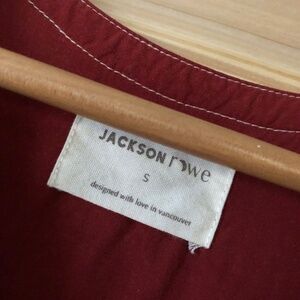 JACKSON rowe
S
designed with love in vancouver